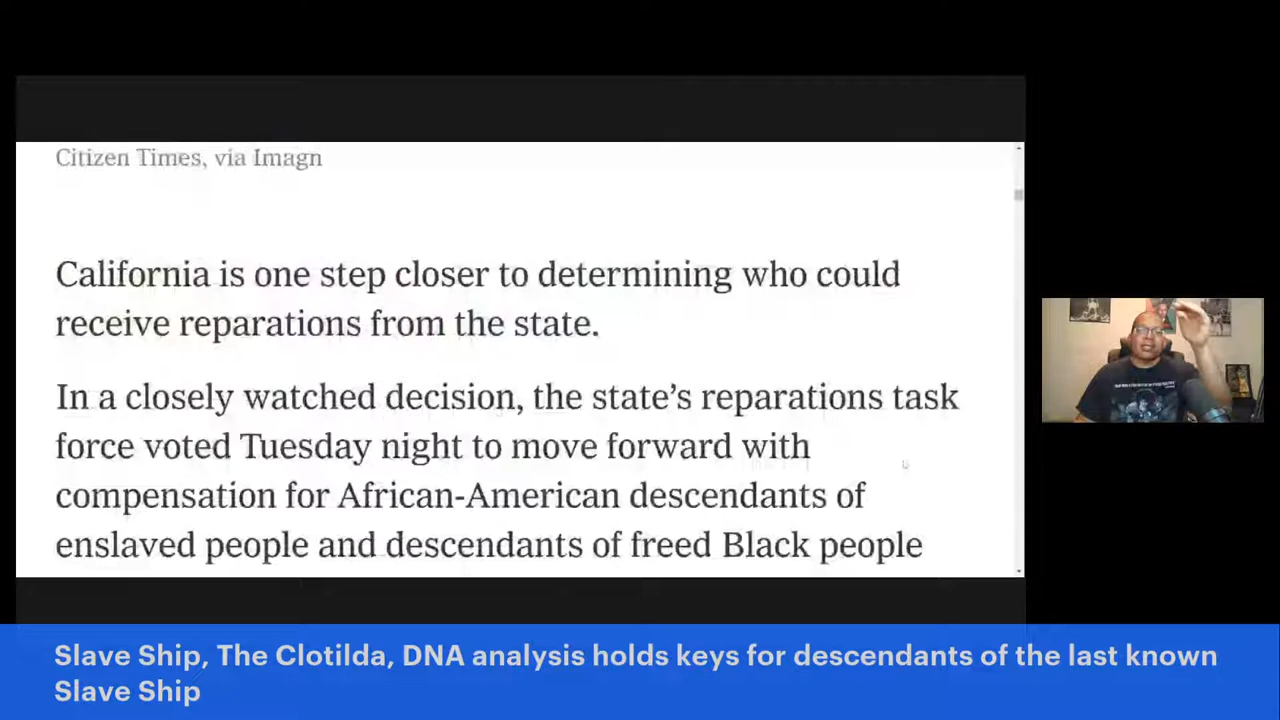 Citizen Times, via Imagn
California is one step closer to determining who could
receive reparations from the state.
In a closely watched decision, the state’s reparations task
force voted Tuesday night to move forward with
compensation for African-American descendants of
enslaved people and descendants of freed Black people
Slave Ship, The Clotilda, DNA analysis holds keys for descendants of the last known
Slave Ship